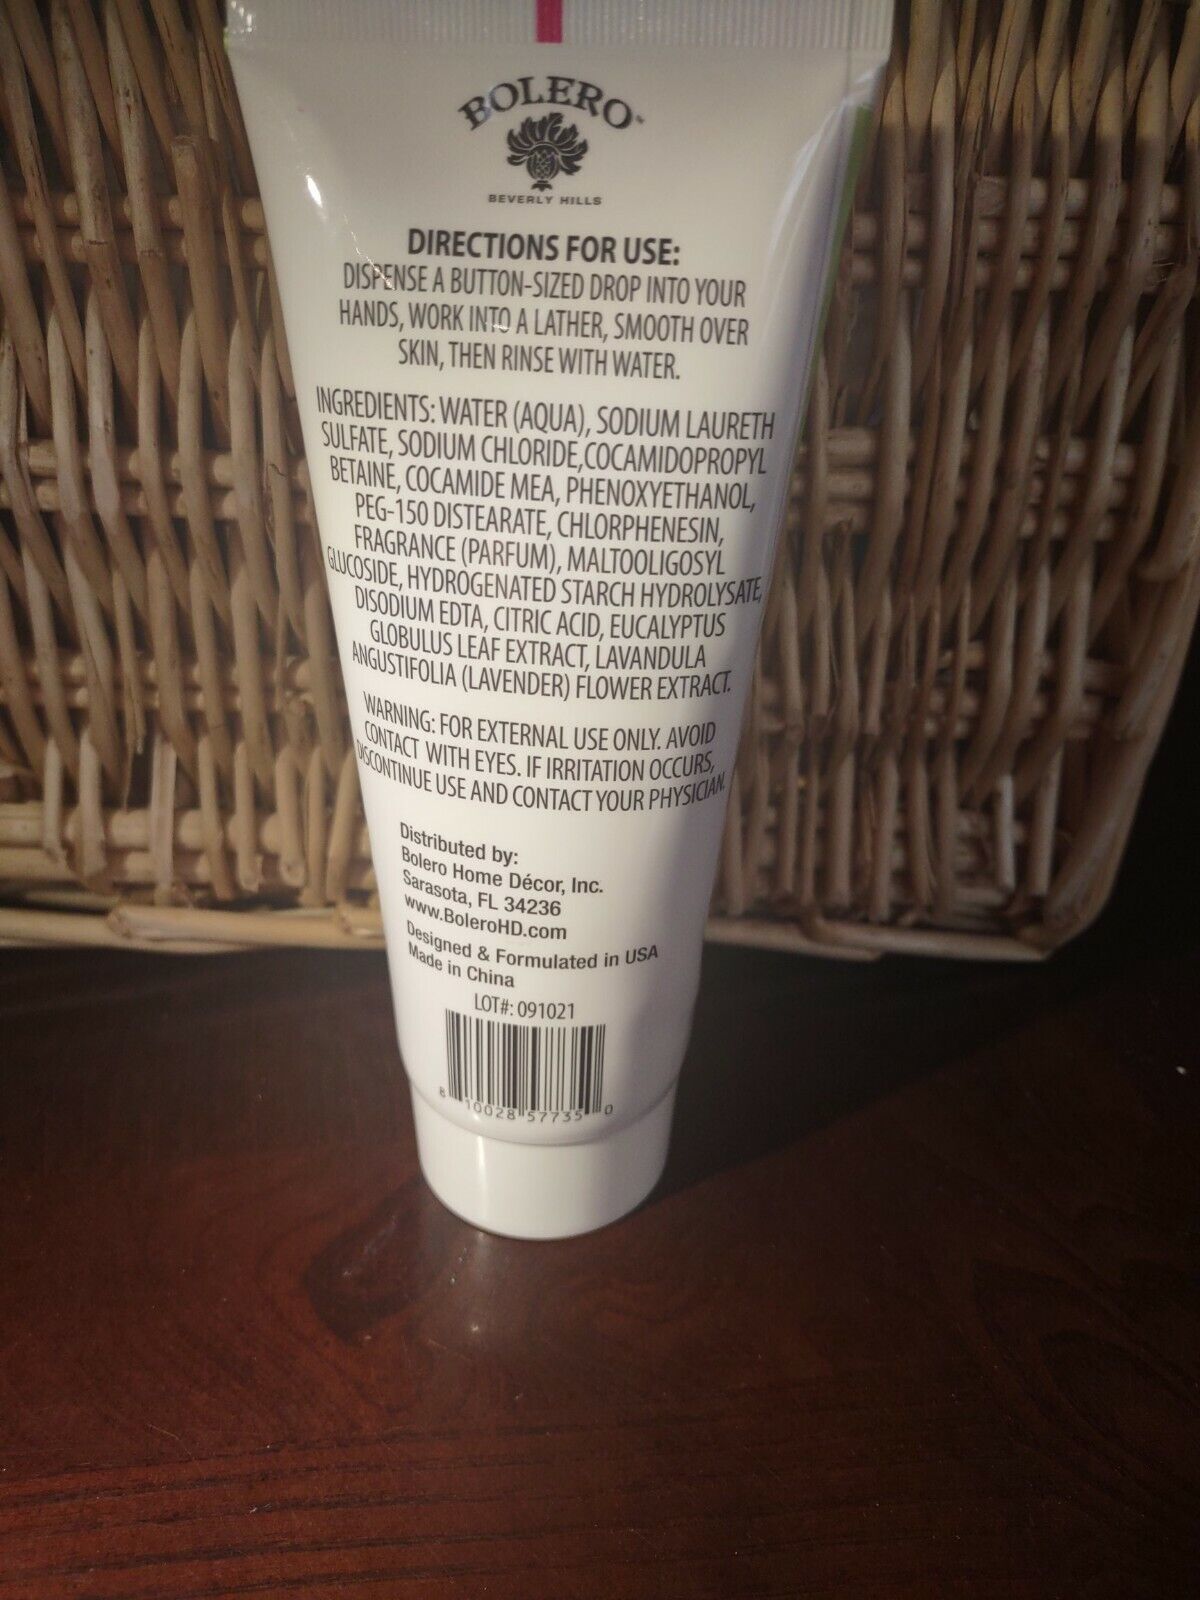 BOLERO™
BEVERLY HILLS
DIRECTIONS FOR USE:
DISPENSE A BUTTON-SIZED DROP INTO YOUR
HANDS, WORK INTO A LATHER, SMOOTH OVER
SKIN, THEN RINSE WITH WATER.
INGREDIENTS: WATER (AQUA), SODIUM LAURETH
SULFATE, SODIUM CHLORIDE,COCAMIDOPROPYL
BETAINE, COCAMIDE MEA, PHENOXYETHANOL,
PEG-150 DISTEARATE, CHLORPHENESIN,
FRAGRANCE (PARFUM), MALTOOLIGOSYL
GLUCOSIDE, HYDROGENATED STARCH HYDROLYSATE,
DISODIUM EDTA, CITRIC ACID, EUCALYPTUS
GLOBULUS LEAF EXTRACT, LAVANDULA
ANGUSTIFOLIA (LAVENDER) FLOWER EXTRACT.
WARNING: FOR EXTERNAL USE ONLY. AVOID
CONTACT WITH EYES. IF IRRITATION OCCURS,
DISCONTINUE USE AND CONTACT YOUR PHYSICIAN.
Distributed by:
Bolero Home Décor, Inc.
Sarasota, FL 34236
www.BoleroHD.com
Designed & Formulated in USA
Made in China
LOT#: 091021
8 10028 57735 0